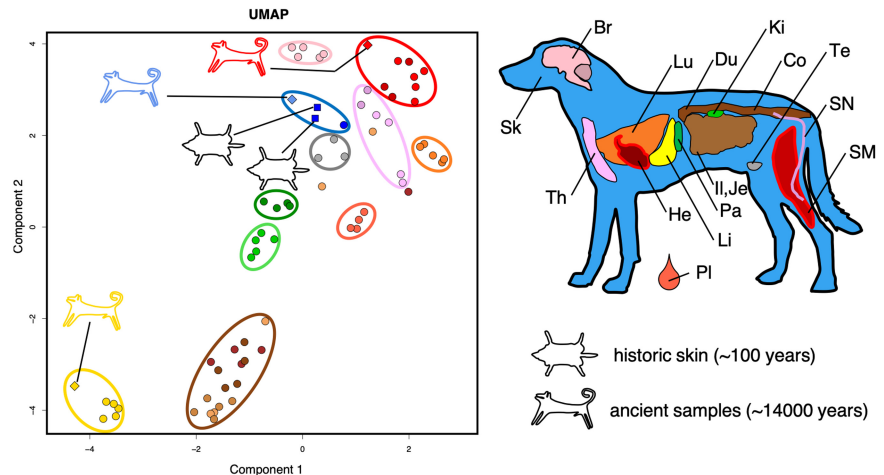 UMAP
4
2
0
−2
−4
−4
−2
0
2
Component 1
Component 2
Br
Ki
Te
Lu
Du
Co
SN
Sk
SM
Th
Il,Je
He
Pa
Li
Pl
historic skin (~100 years)
ancient samples (~14000 years)